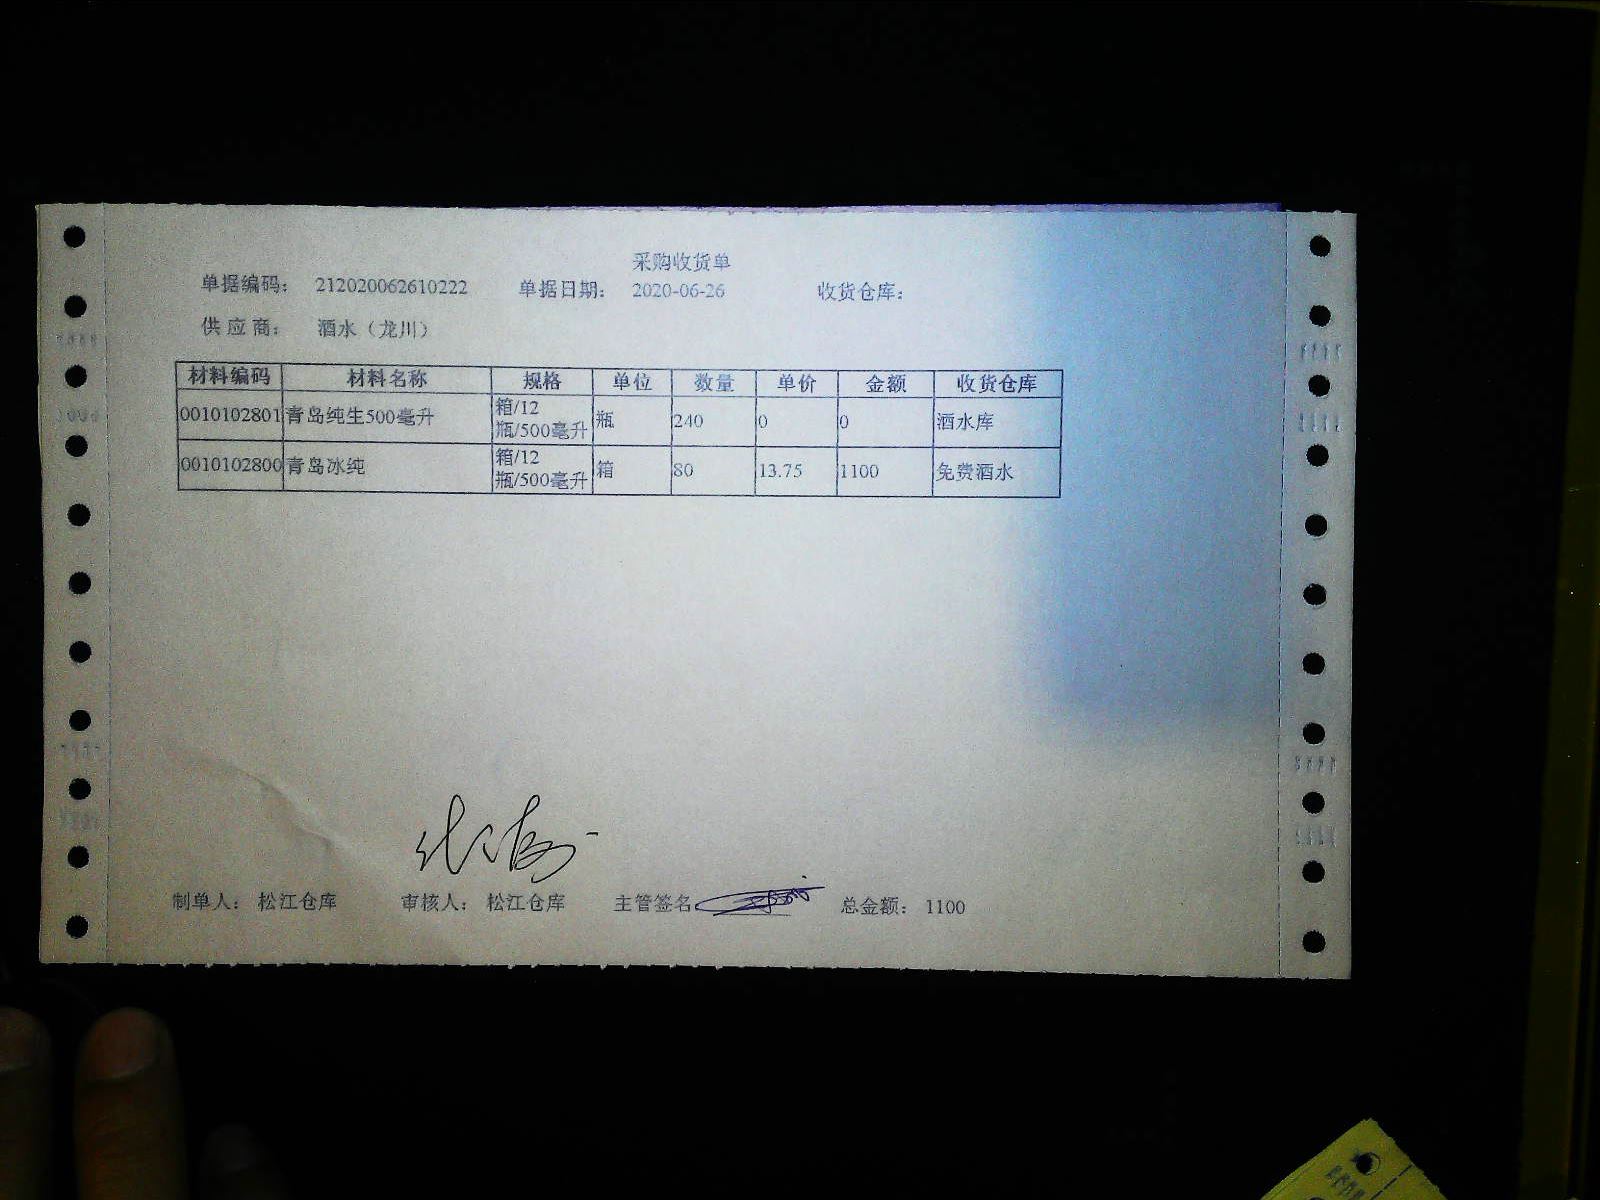 采购收货单
单据编码： 212020062610222 单据日期： 2020-06-26 收货仓库：
供应商： 酒水（龙川）
材料编码 材料名称 规格 单位 数量 单价 金额 收货仓库
0010102801 青岛纯生500毫升 箱/12瓶/500毫升 瓶 240 0 0 酒水库
0010102800 青岛冰纯 箱/12瓶/500毫升 箱 80 13.75 1100 免费酒水
制单人： 松江仓库 审核人： 松江仓库 主管签名 总金额： 1100